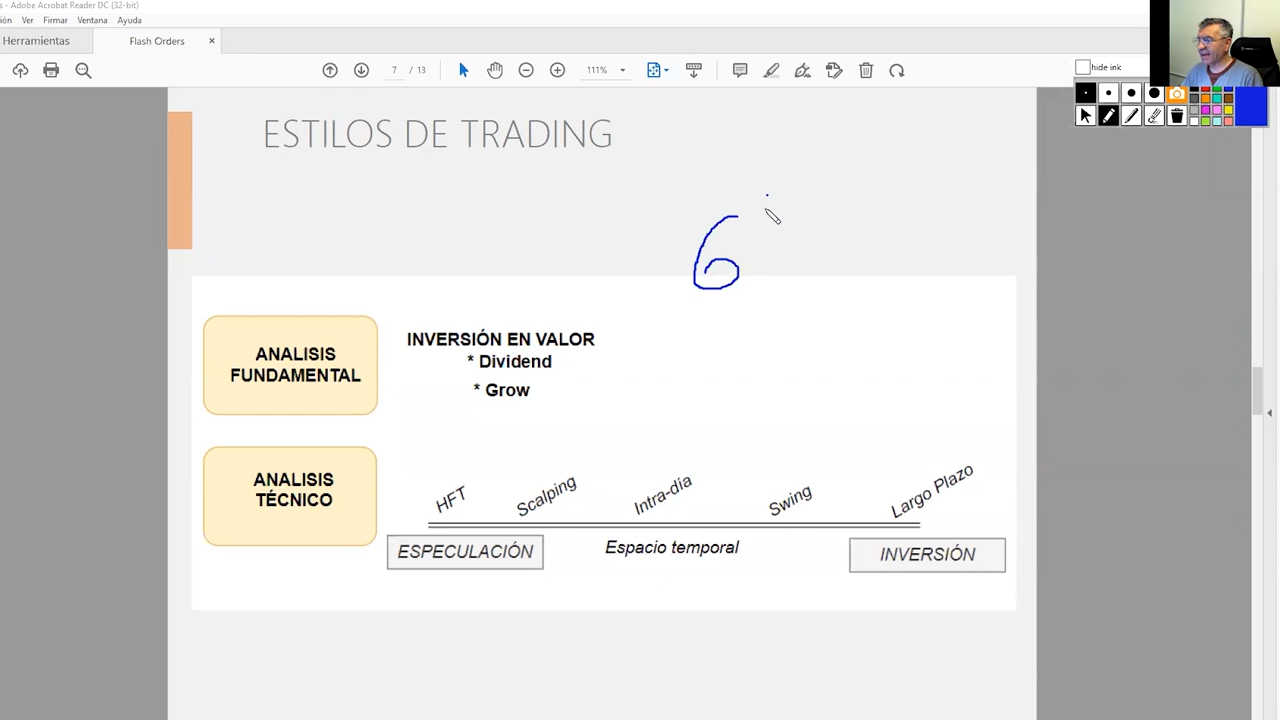 s - Adobe Acrobat Reader DC (32-bit)
ión Ver Firmar Ventana Ayuda
Herramientas Flash Orders ×
7 / 13 111%
hide ink
ESTILOS DE TRADING
6
ANALISIS
FUNDAMENTAL
INVERSIÓN EN VALOR
* Dividend
* Grow
ANALISIS
TÉCNICO
HFT Scalping Intra-día Swing Largo Plazo
ESPECULACIÓN Espacio temporal INVERSIÓN